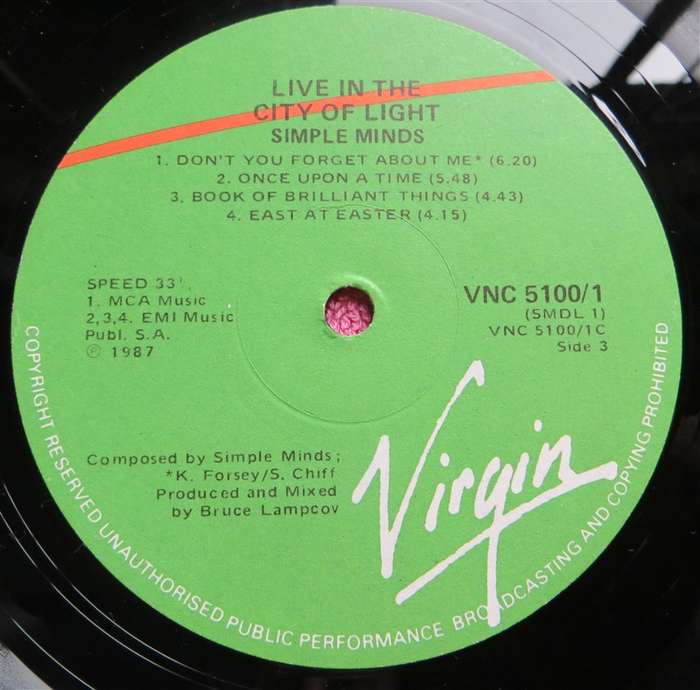 LIVE IN THE
CITY OF LIGHT
SIMPLE MINDS
1. DON'T YOU FORGET ABOUT ME* (6.20)
2. ONCE UPON A TIME (5.48)
3. BOOK OF BRILLIANT THINGS (4.43)
4. EAST AT EASTER (4.15)
SPEED 33⅓
1. MCA Music
2,3,4. EMI Music
Publ. S.A.
℗ 1987
VNC 5100/1
(SMDL 1)
VNC 5100/1C
Side 3
Composed by Simple Minds;
*K. Forsey/S. Chiff
Produced and Mixed
by Bruce Lampcov
Virgin
COPYRIGHT RESERVED UNAUTHORISED PUBLIC PERFORMANCE BROADCASTING AND COPYING PROHIBITED